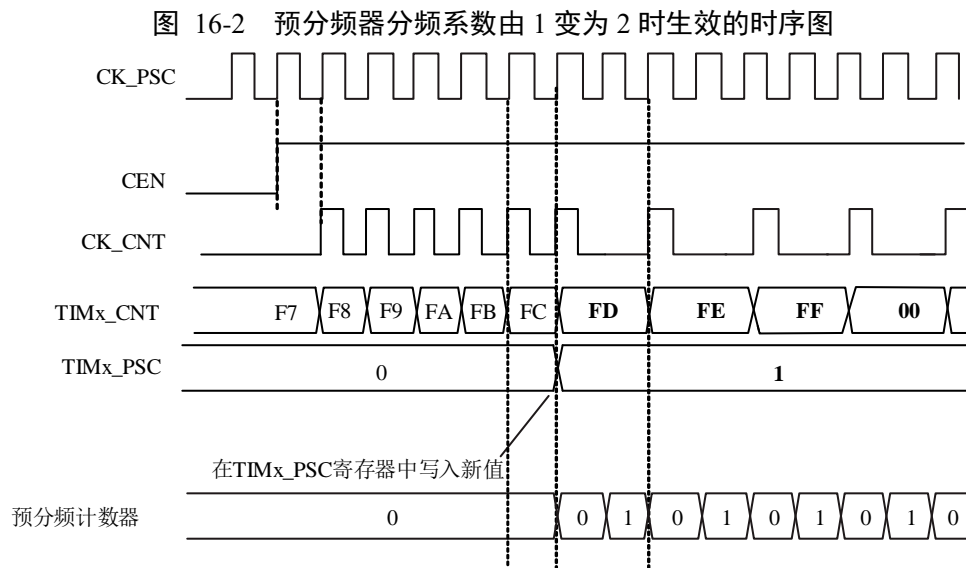 图 16-2 预分频器分频系数由 1 变为 2 时生效的时序图
CK_PSC
CEN
CK_CNT
TIMx_CNT F7 F8 F9 FA FB FC FD FE FF 00
TIMx_PSC 0 1
在TIMx_PSC寄存器中写入新值
预分频计数器 0 0 1 0 1 0 1 0 1 0